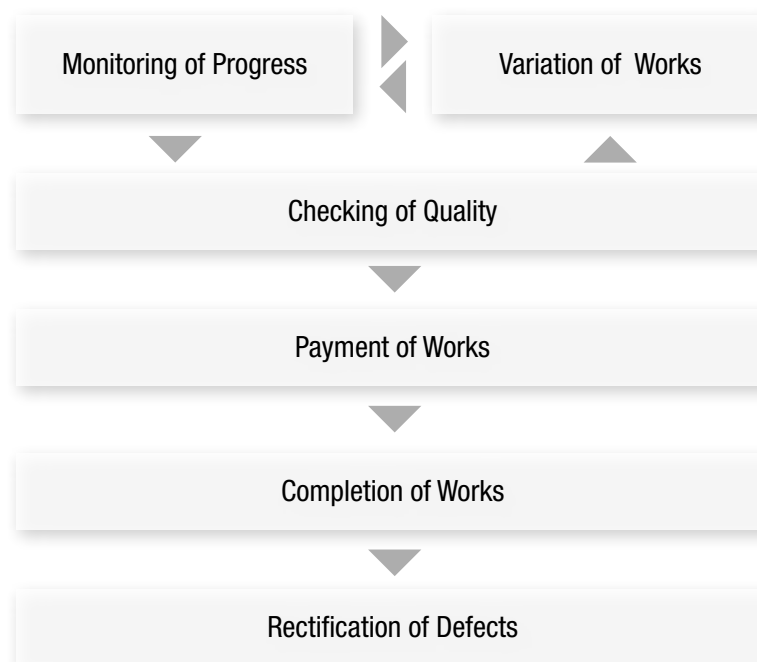 Monitoring of Progress
Variation of Works
Checking of Quality
Payment of Works
Completion of Works
Rectification of Defects